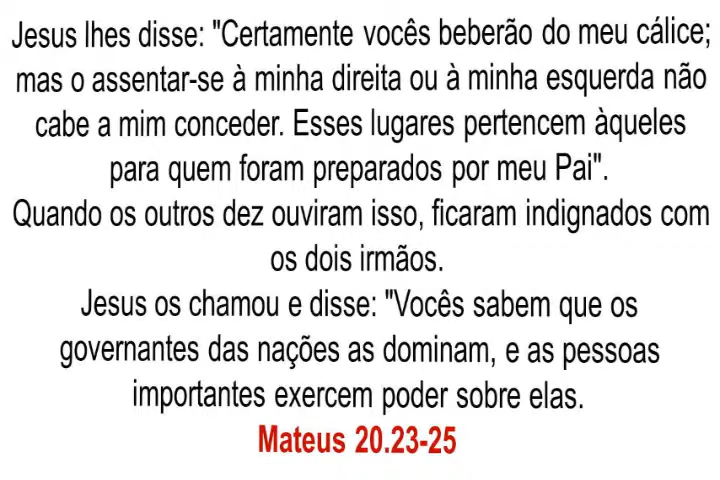 Jesus lhes disse: "Certamente vocês beberão do meu cálice;
mas o assentar-se à minha direita ou à minha esquerda não
cabe a mim conceder. Esses lugares pertencem àqueles
para quem foram preparados por meu Pai".
Quando os outros dez ouviram isso, ficaram indignados com
os dois irmãos.
Jesus os chamou e disse: "Vocês sabem que os
governantes das nações as dominam, e as pessoas
importantes exercem poder sobre elas.
Mateus 20.23-25